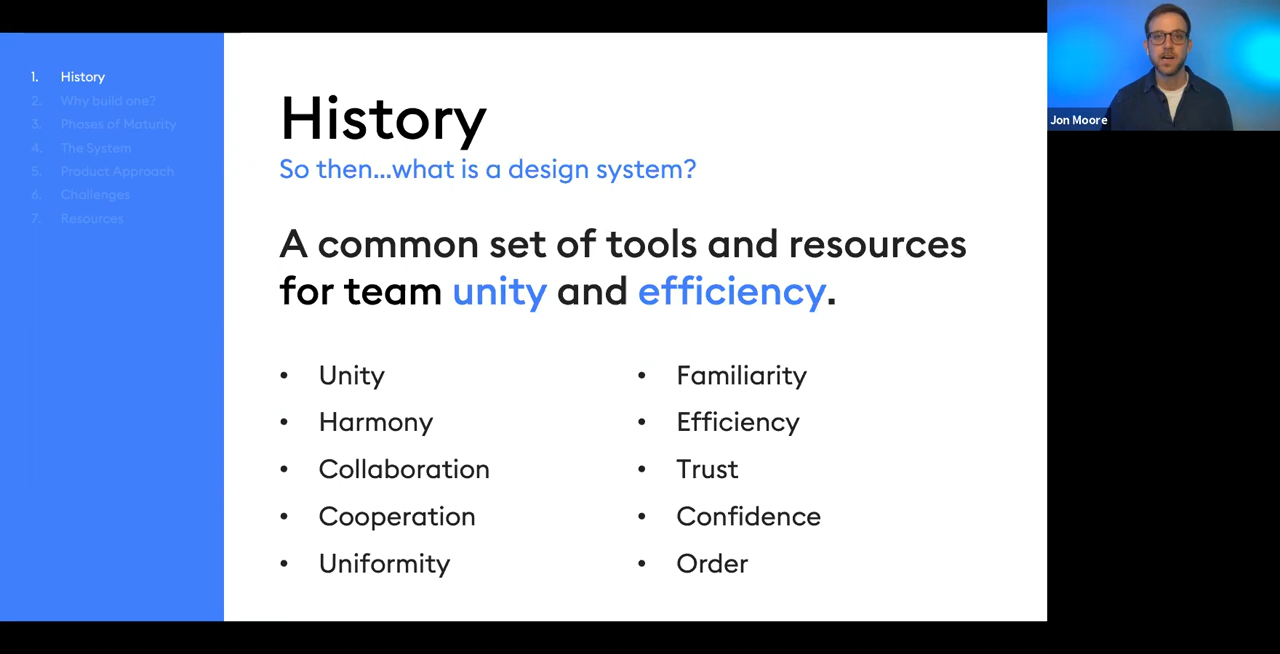 1. History
2. Why build one?
3. Phases of Maturity
4. The System
5. Product Approach
6. Challenges
7. Resources
History
So then...what is a design system?
A common set of tools and resources
for team unity and efficiency.
• Unity
• Harmony
• Collaboration
• Cooperation
• Uniformity
• Familiarity
• Efficiency
• Trust
• Confidence
• Order
Jon Moore